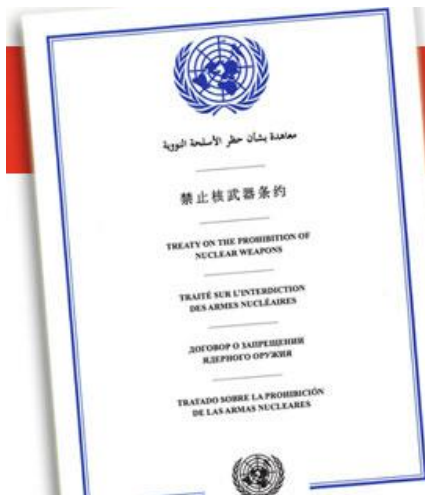 معاهدة بشأن حظر الأسلحة النووية
禁止核武器条约
TREATY ON THE PROHIBITION OF
NUCLEAR WEAPONS
TRAITÉ SUR L'INTERDICTION
DES ARMES NUCLÉAIRES
ДОГОВОР О ЗАПРЕЩЕНИИ
ЯДЕРНОГО ОРУЖИЯ
TRATADO SOBRE LA PROHIBICIÓN
DE LAS ARMAS NUCLEARES